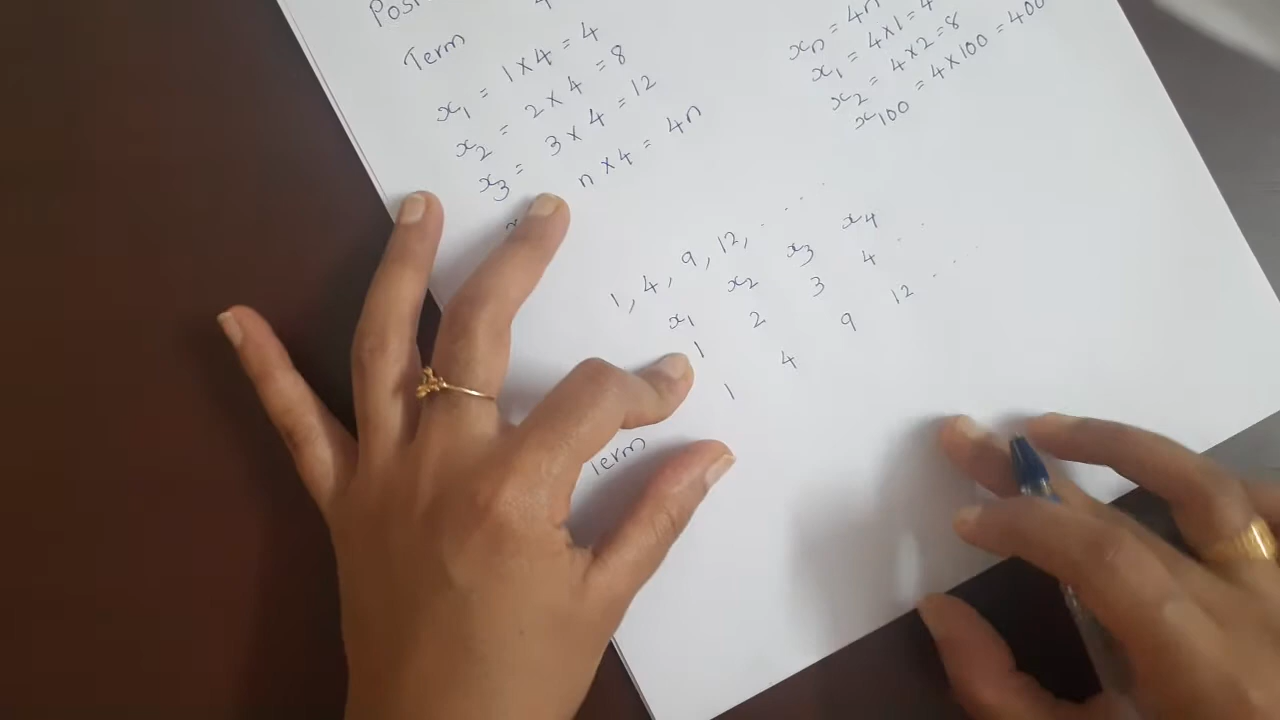 Term
x₁ = 1 × 4 = 4
x₂ = 2 × 4 = 8
x₃ = 3 × 4 = 12
n × 4 = 4n
xₙ = 4n
x₁ = 4×1 = 4
x₂ = 4×2 = 8
x₁₀₀ = 4×100 = 400
1, 4, 9, 12, .....
x₁ x₂ x₃ x₄
1 2 3 4 ..
1 4 9 12 ....
Term